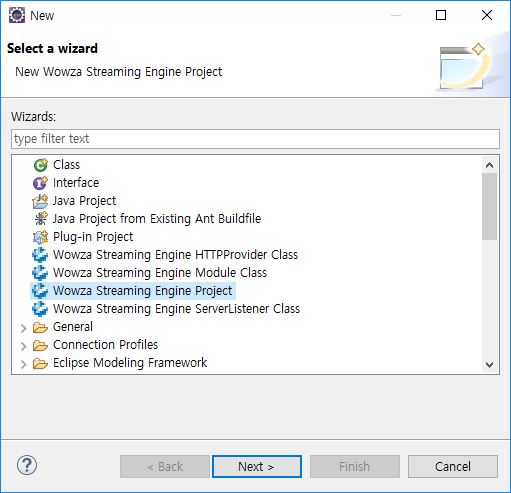 New
Select a wizard
New Wowza Streaming Engine Project
Wizards:
type filter text
Class
Interface
Java Project
Java Project from Existing Ant Buildfile
Plug-in Project
Wowza Streaming Engine HTTPProvider Class
Wowza Streaming Engine Module Class
Wowza Streaming Engine Project
Wowza Streaming Engine ServerListener Class
General
Connection Profiles
Eclipse Modeling Framework
< Back Next > Finish Cancel